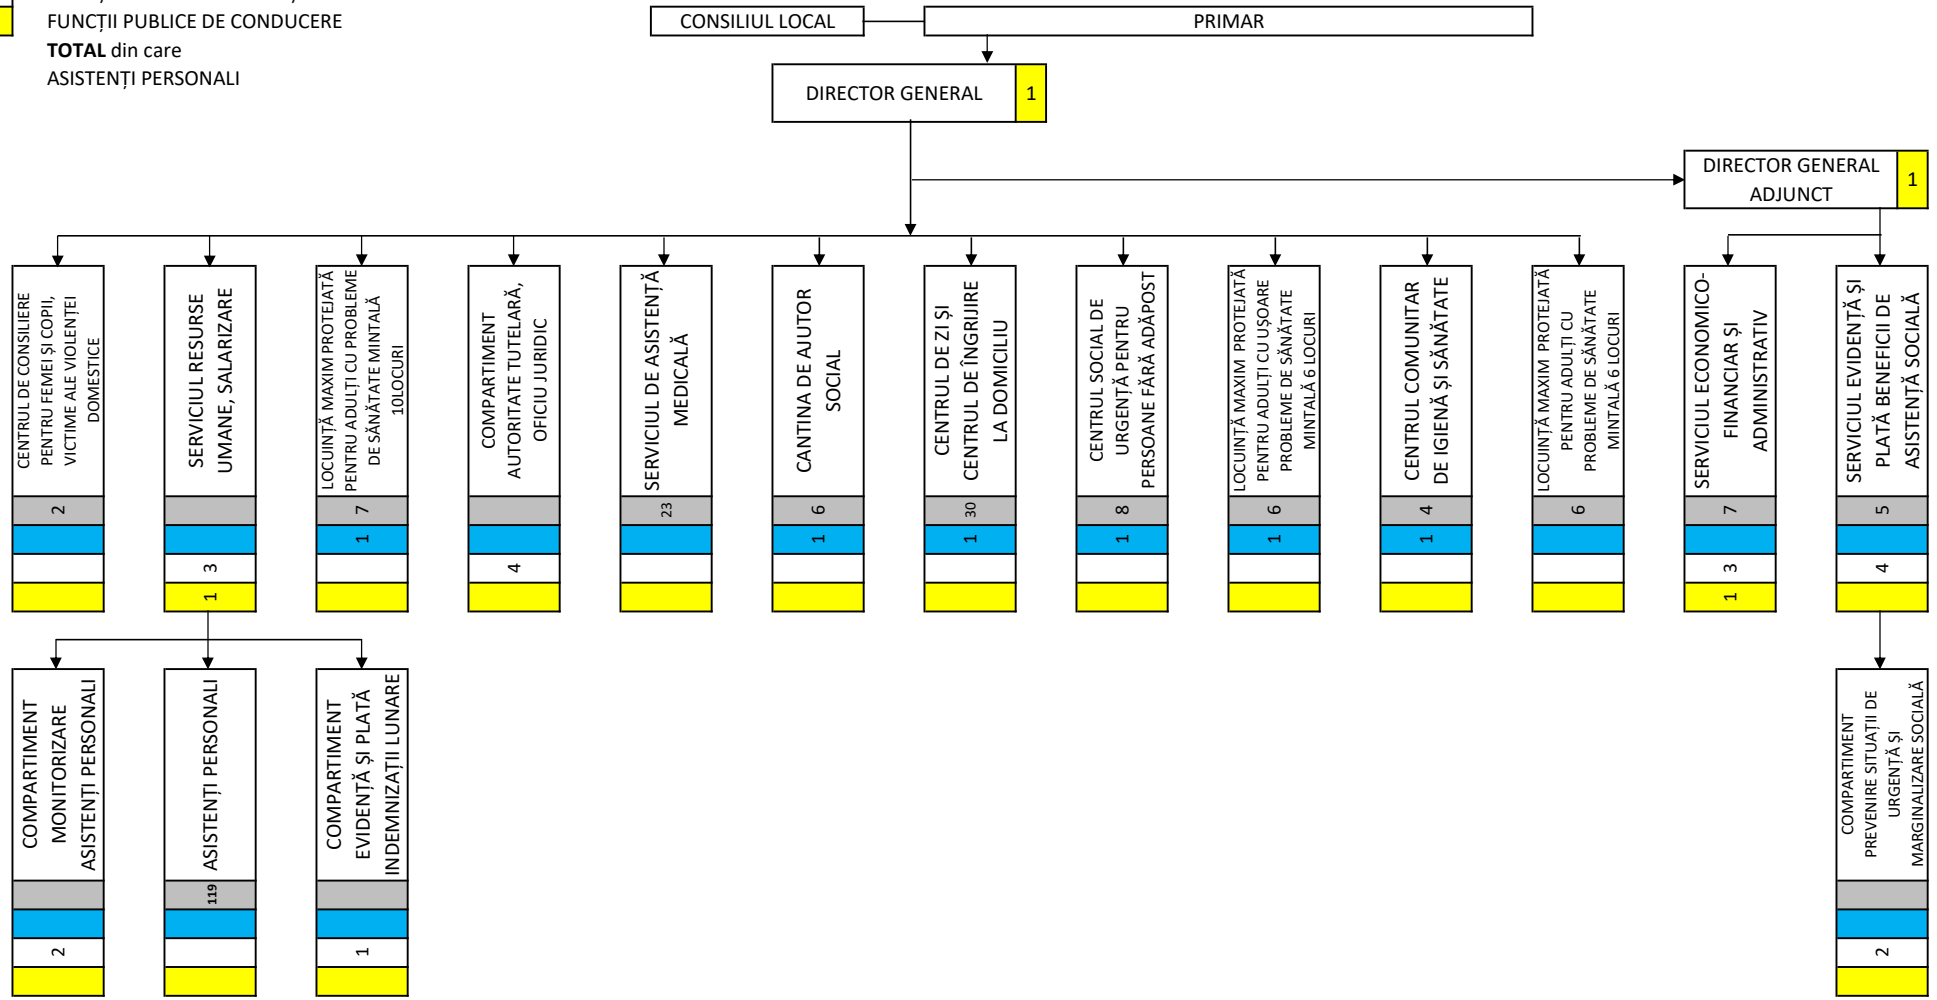 FUNCȚII PUBLICE DE CONDUCERE
TOTAL din care
ASISTENȚI PERSONALI
CONSILIUL LOCAL
PRIMAR
DIRECTOR GENERAL
1
DIRECTOR GENERAL
ADJUNCT
1
CENTRUL DE CONSILIERE
PENTRU FEMEI ȘI COPII,
VICTIME ALE VIOLENȚEI
DOMESTICE
2
SERVICIUL RESURSE
UMANE, SALARIZARE
3
1
LOCUINȚĂ MAXIM PROTEJATĂ
PENTRU ADULȚI CU PROBLEME
DE SĂNĂTATE MINTALĂ
10LOCURI
7
1
COMPARTIMENT
AUTORITATE TUTELARĂ,
OFICIU JURIDIC
4
SERVICIUL DE ASISTENȚĂ
MEDICALĂ
23
CANTINA DE AJUTOR
SOCIAL
6
1
CENTRUL DE ZI ȘI
CENTRUL DE ÎNGRIJIRE
LA DOMICILIU
30
1
CENTRUL SOCIAL DE
URGENȚĂ PENTRU
PERSOANE FĂRĂ ADĂPOST
8
1
LOCUINȚĂ MAXIM PROTEJATĂ
PENTRU ADULȚI CU UȘOARE
PROBLEME DE SĂNĂTATE
MINTALĂ 6 LOCURI
6
1
CENTRUL COMUNITAR
DE IGIENĂ ȘI SĂNĂTATE
4
1
LOCUINȚĂ MAXIM PROTEJATĂ
PENTRU ADULȚI CU
PROBLEME DE SĂNĂTATE
MINTALĂ 6 LOCURI
6
SERVICIUL ECONOMICO-
FINANCIAR ȘI
ADMINISTRATIV
7
3
1
SERVICIUL EVIDENȚĂ ȘI
PLATĂ BENEFICII DE
ASISTENȚĂ SOCIALĂ
5
4
COMPARTIMENT
MONITORIZARE
ASISTENȚI PERSONALI
2
ASISTENȚI PERSONALI
119
COMPARTIMENT
EVIDENȚĂ ȘI PLATĂ
INDEMNIZAȚII LUNARE
1
COMPARTIMENT
PREVENIRE SITUAȚII DE
URGENȚĂ ȘI
MARGINALIZARE SOCIALĂ
2